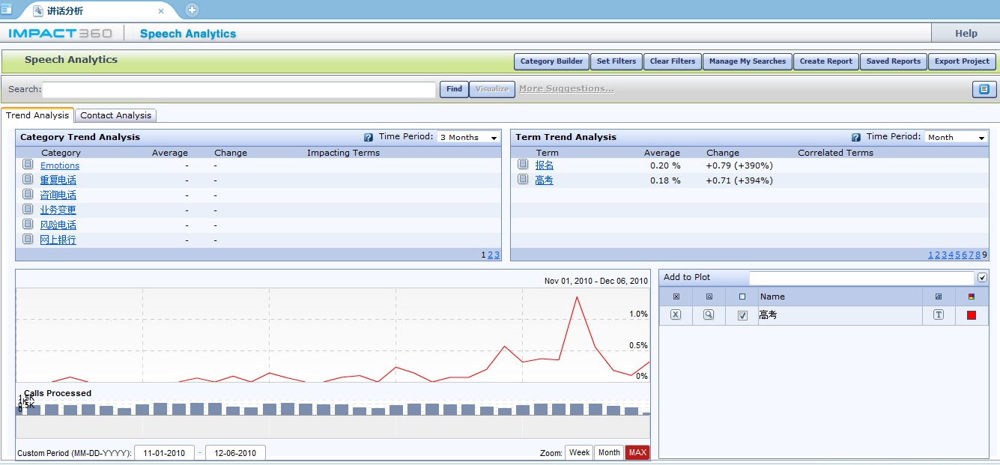 讲话分析
IMPACT360 Speech Analytics Help
Speech Analytics Category Builder Set Filters Clear Filters Manage My Searches Create Report Saved Reports Export Project
Search: Find Visualize More Suggestions...
Trend Analysis Contact Analysis
Category Trend Analysis ? Time Period: 3 Months
Category Average Change Impacting Terms
Emotions - -
重复电话 - -
咨询电话 - -
业务变更 - -
风险电话 - -
网上银行 - -
1 2 3
Term Trend Analysis ? Time Period: Month
Term Average Change Correlated Terms
报名 0.20 % +0.79 (+390%)
高考 0.18 % +0.71 (+394%)
1 2 3 4 5 6 7 8 9
Nov 01, 2010 - Dec 06, 2010
1.0%
0.5%
0%
Calls Processed
1.5K
1K
0.5K
0
Custom Period (MM-DD-YYYY): 11-01-2010 - 12-06-2010 Zoom: Week Month MAX
Add to Plot
Name
X 高考 T